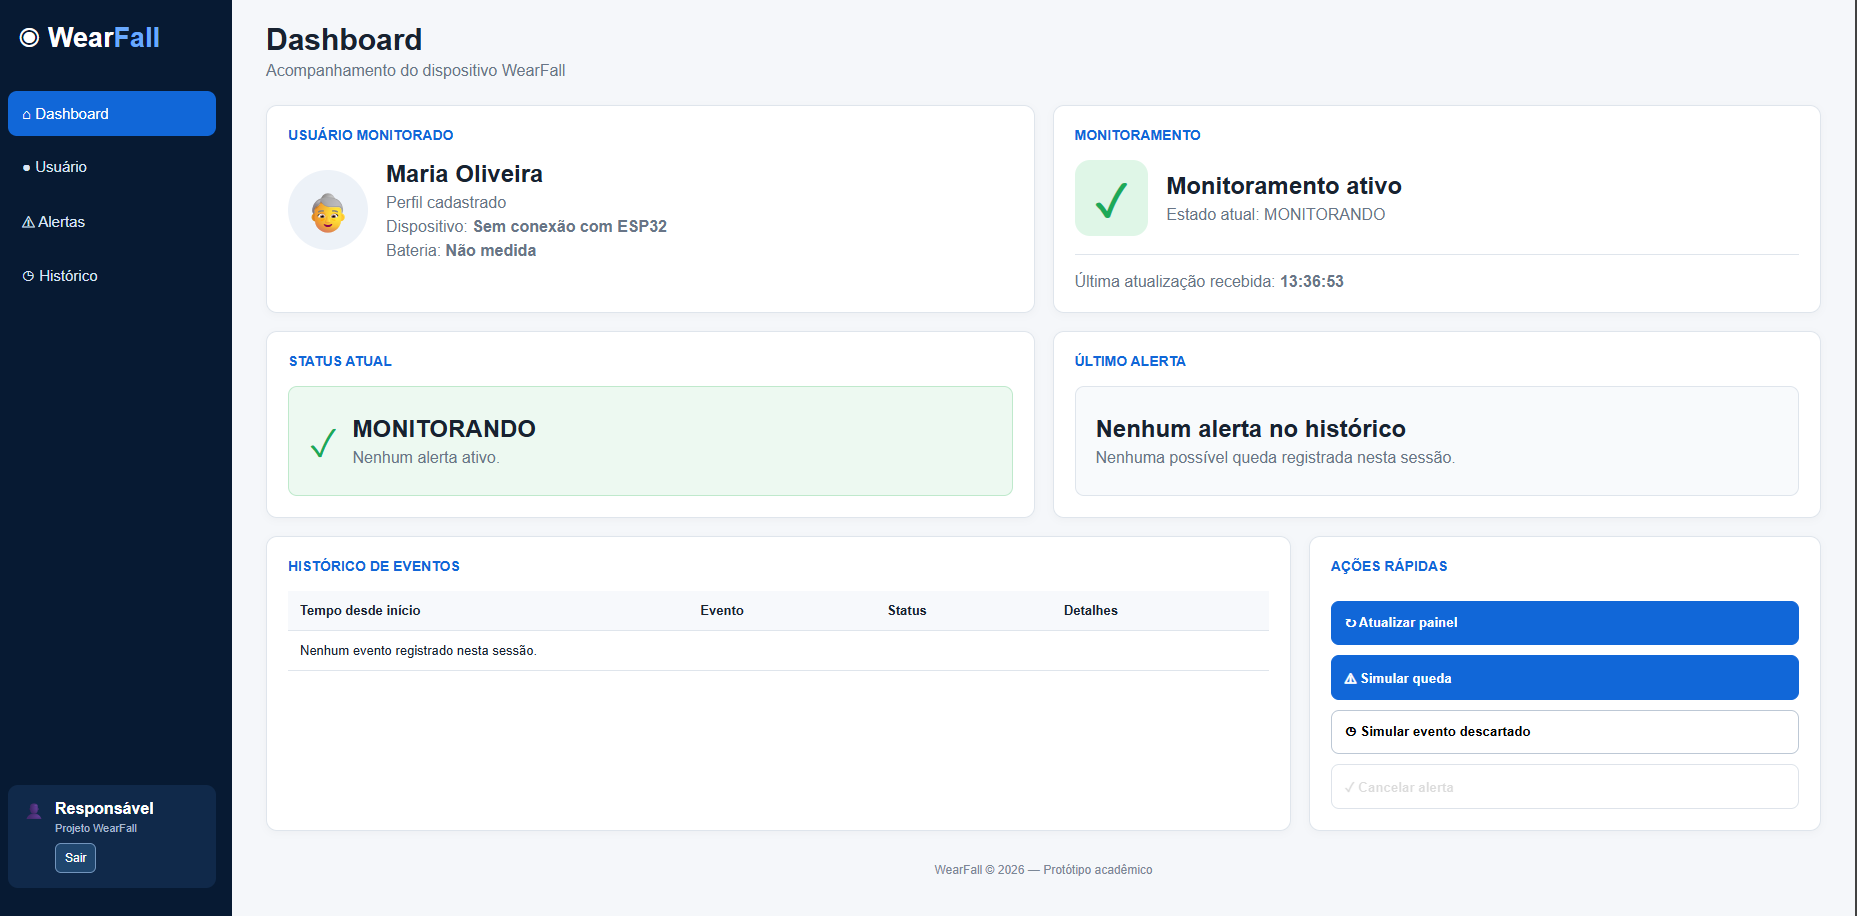 WearFall
Dashboard
Usuário
Alertas
Histórico
Responsável
Projeto WearFall
Sair
Dashboard
Acompanhamento do dispositivo WearFall
USUÁRIO MONITORADO
Maria Oliveira
Perfil cadastrado
Dispositivo: Sem conexão com ESP32
Bateria: Não medida
MONITORAMENTO
Monitoramento ativo
Estado atual: MONITORANDO
Última atualização recebida: 13:36:53
STATUS ATUAL
MONITORANDO
Nenhum alerta ativo.
ÚLTIMO ALERTA
Nenhum alerta no histórico
Nenhuma possível queda registrada nesta sessão.
HISTÓRICO DE EVENTOS
Tempo desde início Evento Status Detalhes
Nenhum evento registrado nesta sessão.
AÇÕES RÁPIDAS
↻ Atualizar painel
⚠ Simular queda
◷ Simular evento descartado
✓ Cancelar alerta
WearFall © 2026 — Protótipo acadêmico